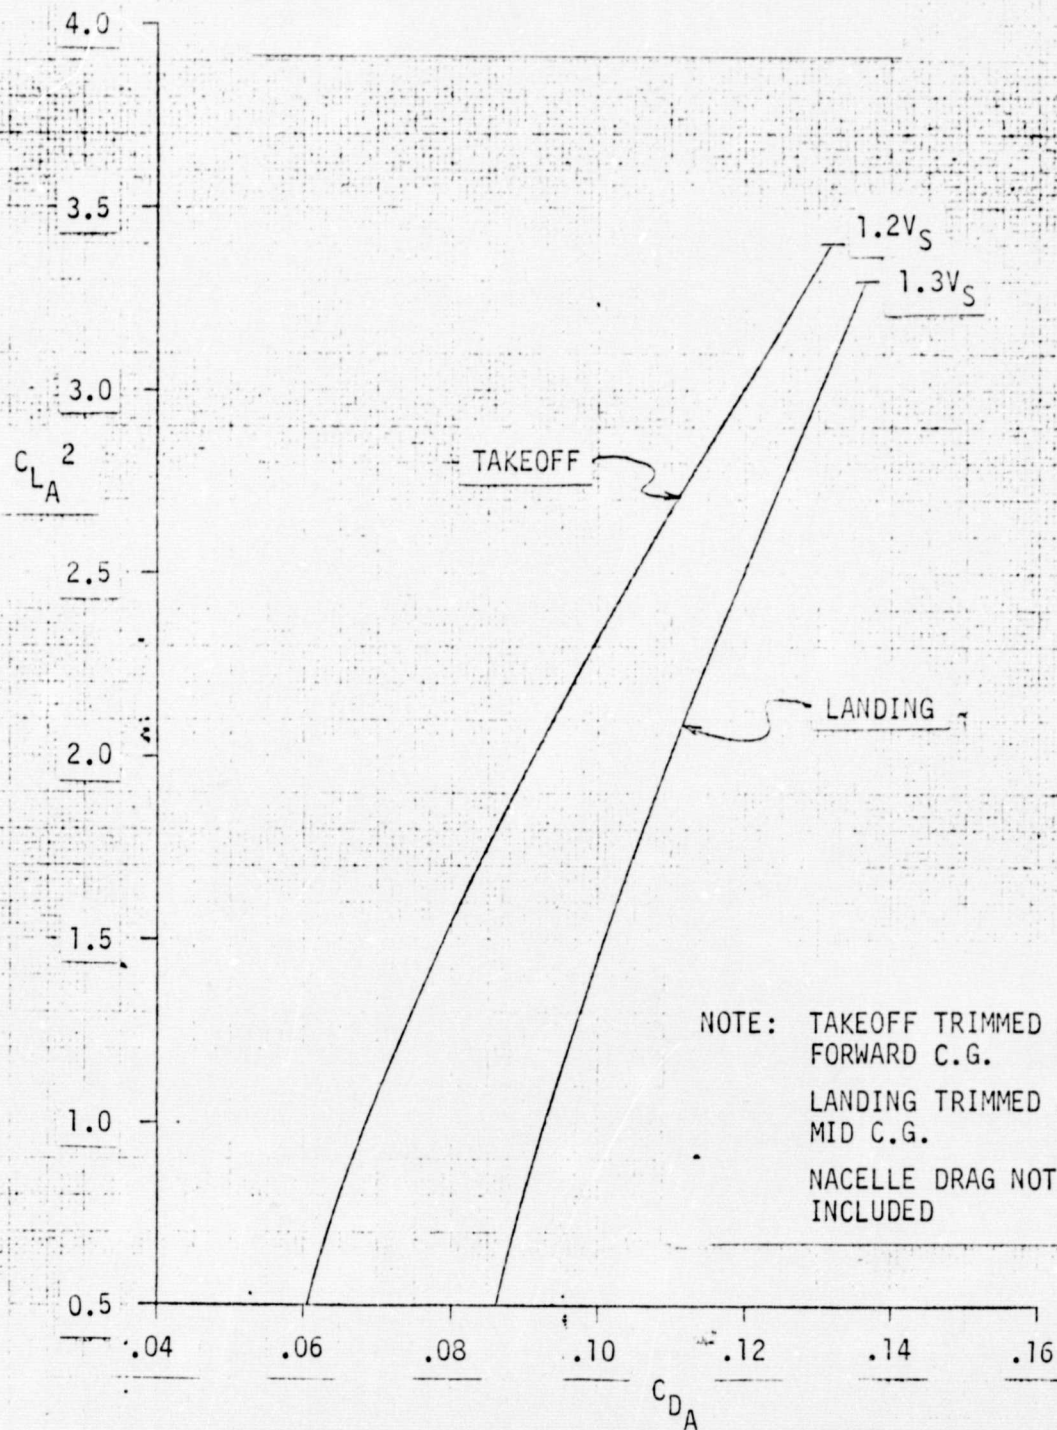 4.0
3.5
3.0
2.5
2.0
1.5
1.0
0.5
C_L_A^2
1.2V_S
1.3V_S
TAKEOFF
LANDING
NOTE: TAKEOFF TRIMMED
FORWARD C.G.
LANDING TRIMMED
MID C.G.
NACELLE DRAG NOT
INCLUDED
.04 .06 .08 .10 .12 .14 .16
C_D_A